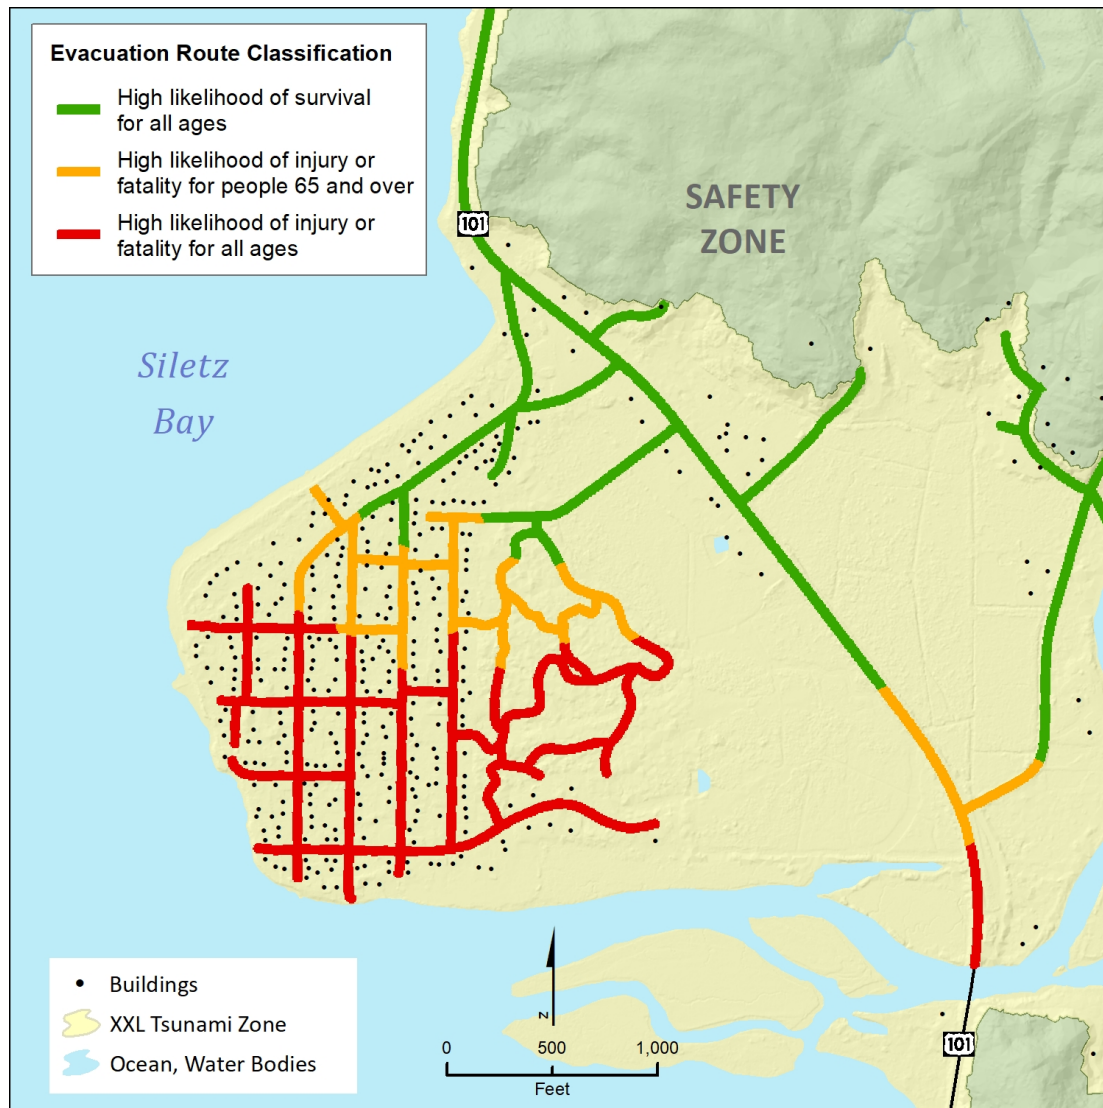 Evacuation Route Classification
High likelihood of survival
for all ages
High likelihood of injury or
fatality for people 65 and over
High likelihood of injury or
fatality for all ages
101
SAFETY
ZONE
Siletz
Bay
Buildings
XXL Tsunami Zone
Ocean, Water Bodies
z
0 500 1,000
Feet
101